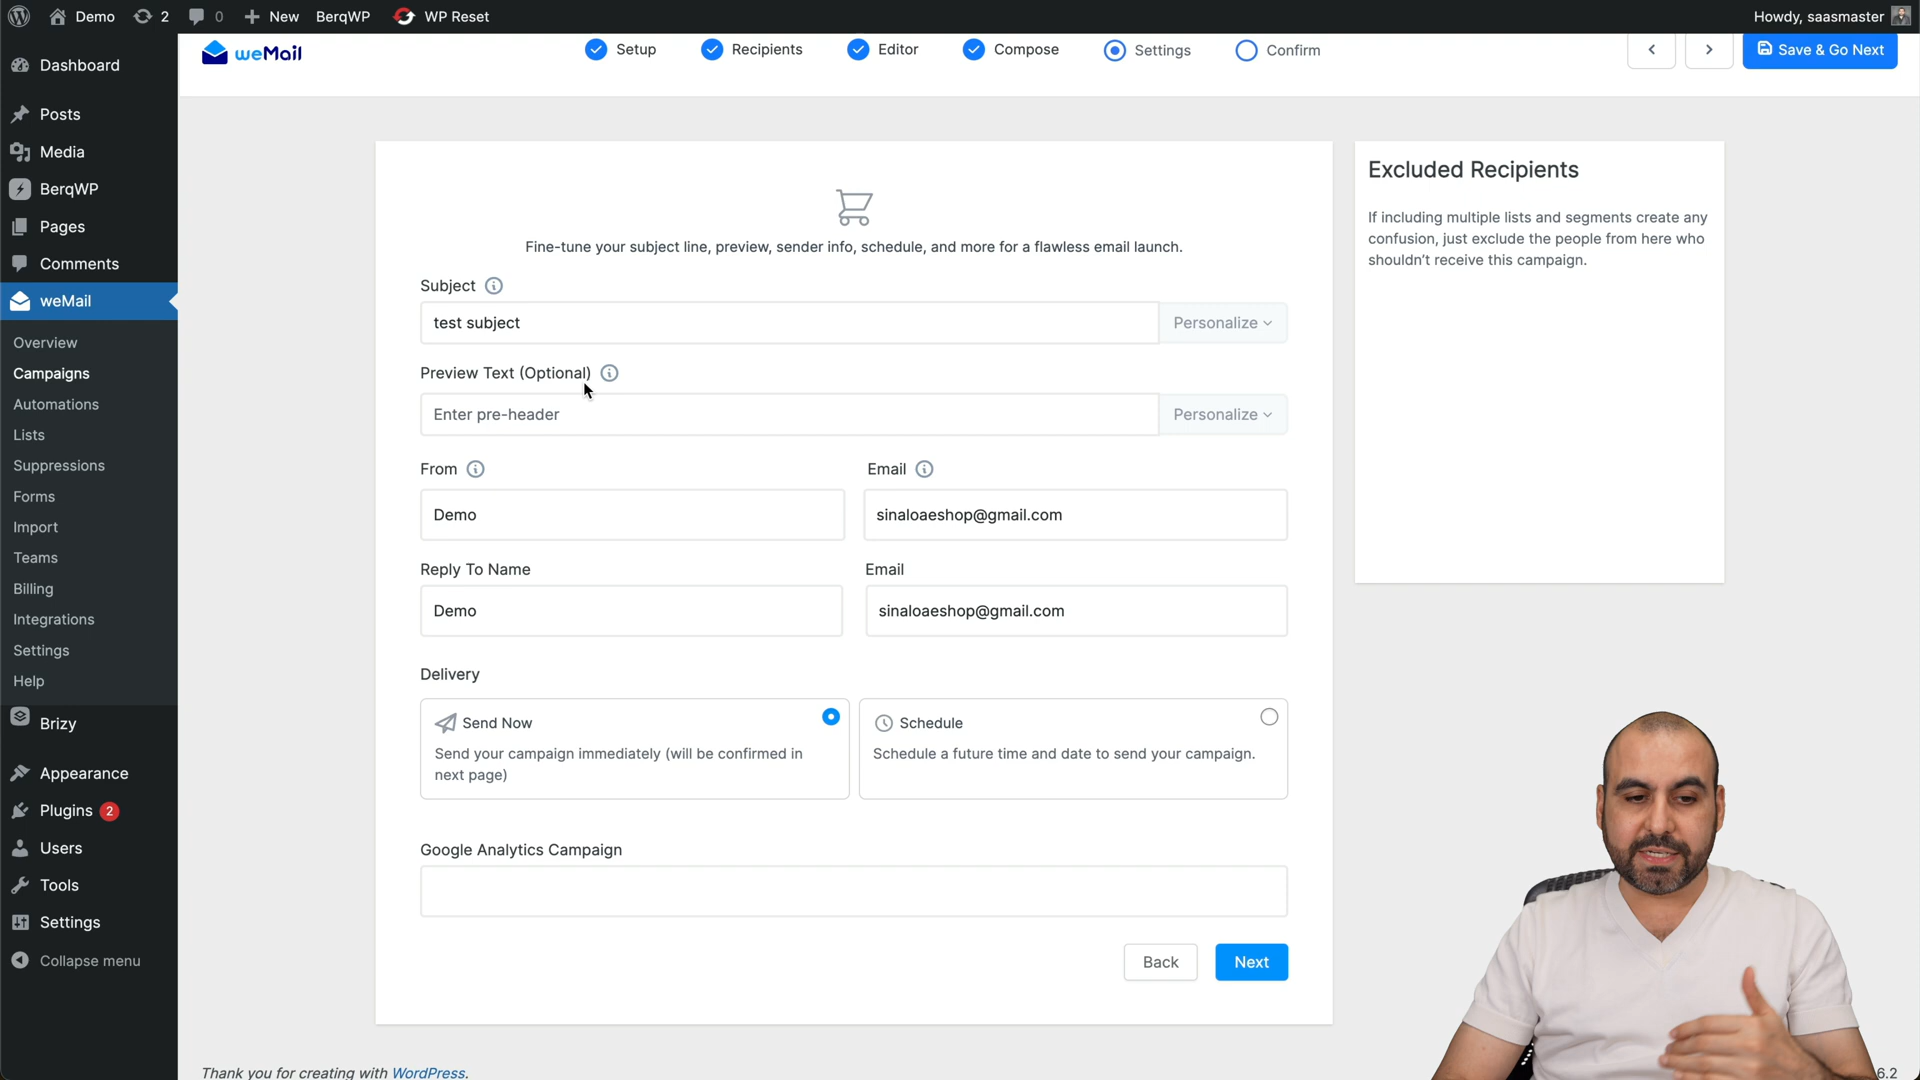 Demo 2 0 New BerqWP WP Reset Howdy, saasmaster
weMail Setup Recipients Editor Compose Settings Confirm Save & Go Next
Dashboard
Posts
Media
BerqWP
Pages
Comments
weMail
Overview
Campaigns
Automations
Lists
Suppressions
Forms
Import
Teams
Billing
Integrations
Settings
Help
Brizy
Appearance
Plugins 2
Users
Tools
Settings
Collapse menu
Fine-tune your subject line, preview, sender info, schedule, and more for a flawless email launch.
Subject
test subject Personalize
Preview Text (Optional)
Enter pre-header Personalize
From Email
Demo sinaloaeshop@gmail.com
Reply To Name Email
Demo sinaloaeshop@gmail.com
Delivery
Send Now
Send your campaign immediately (will be confirmed in
next page)
Schedule
Schedule a future time and date to send your campaign.
Google Analytics Campaign
Back Next
Excluded Recipients
If including multiple lists and segments create any
confusion, just exclude the people from here who
shouldn't receive this campaign.
Thank you for creating with WordPress. 6.2